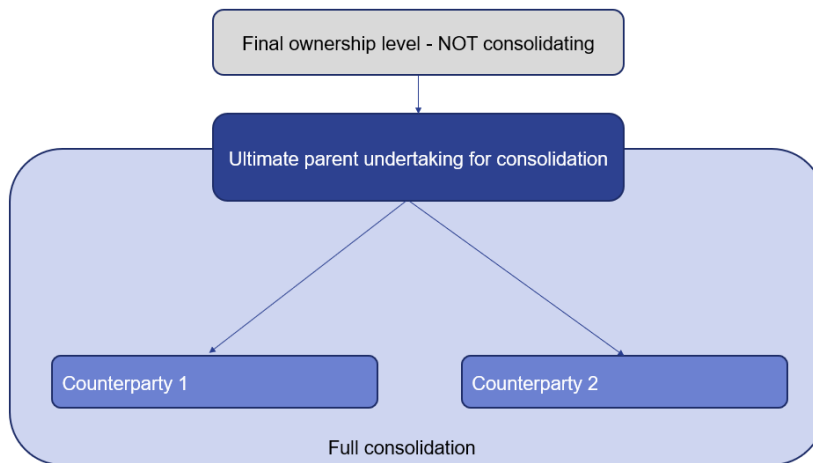 Final ownership level - NOT consolidating
Ultimate parent undertaking for consolidation
Counterparty 1
Counterparty 2
Full consolidation